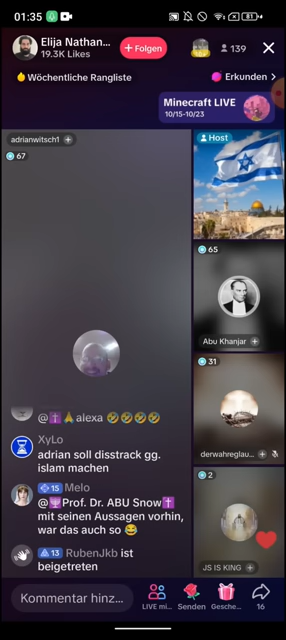 01:35
84
Elija Nathan...
19.3K Likes
+ Folgen
139
Wöchentliche Rangliste
Erkunden >
Minecraft LIVE
10/15-10/23
adrianwitsch1 +
67
Host
65
Abu Khanjar +
31
derwahreglau... +
2
JS IS KING +
@✝️🙏alexa 🤣🤣🤣🤣
XyLo
adrian soll disstrack gg.
islam machen
15 Melo
@🕎Prof. Dr. ABU Snow✝️
mit seinen Aussagen vorhin,
war das auch so 😂
13 RubenJkb ist
beigetreten
Kommentar hinz...
LIVE mi...
Senden
Gesche...
16